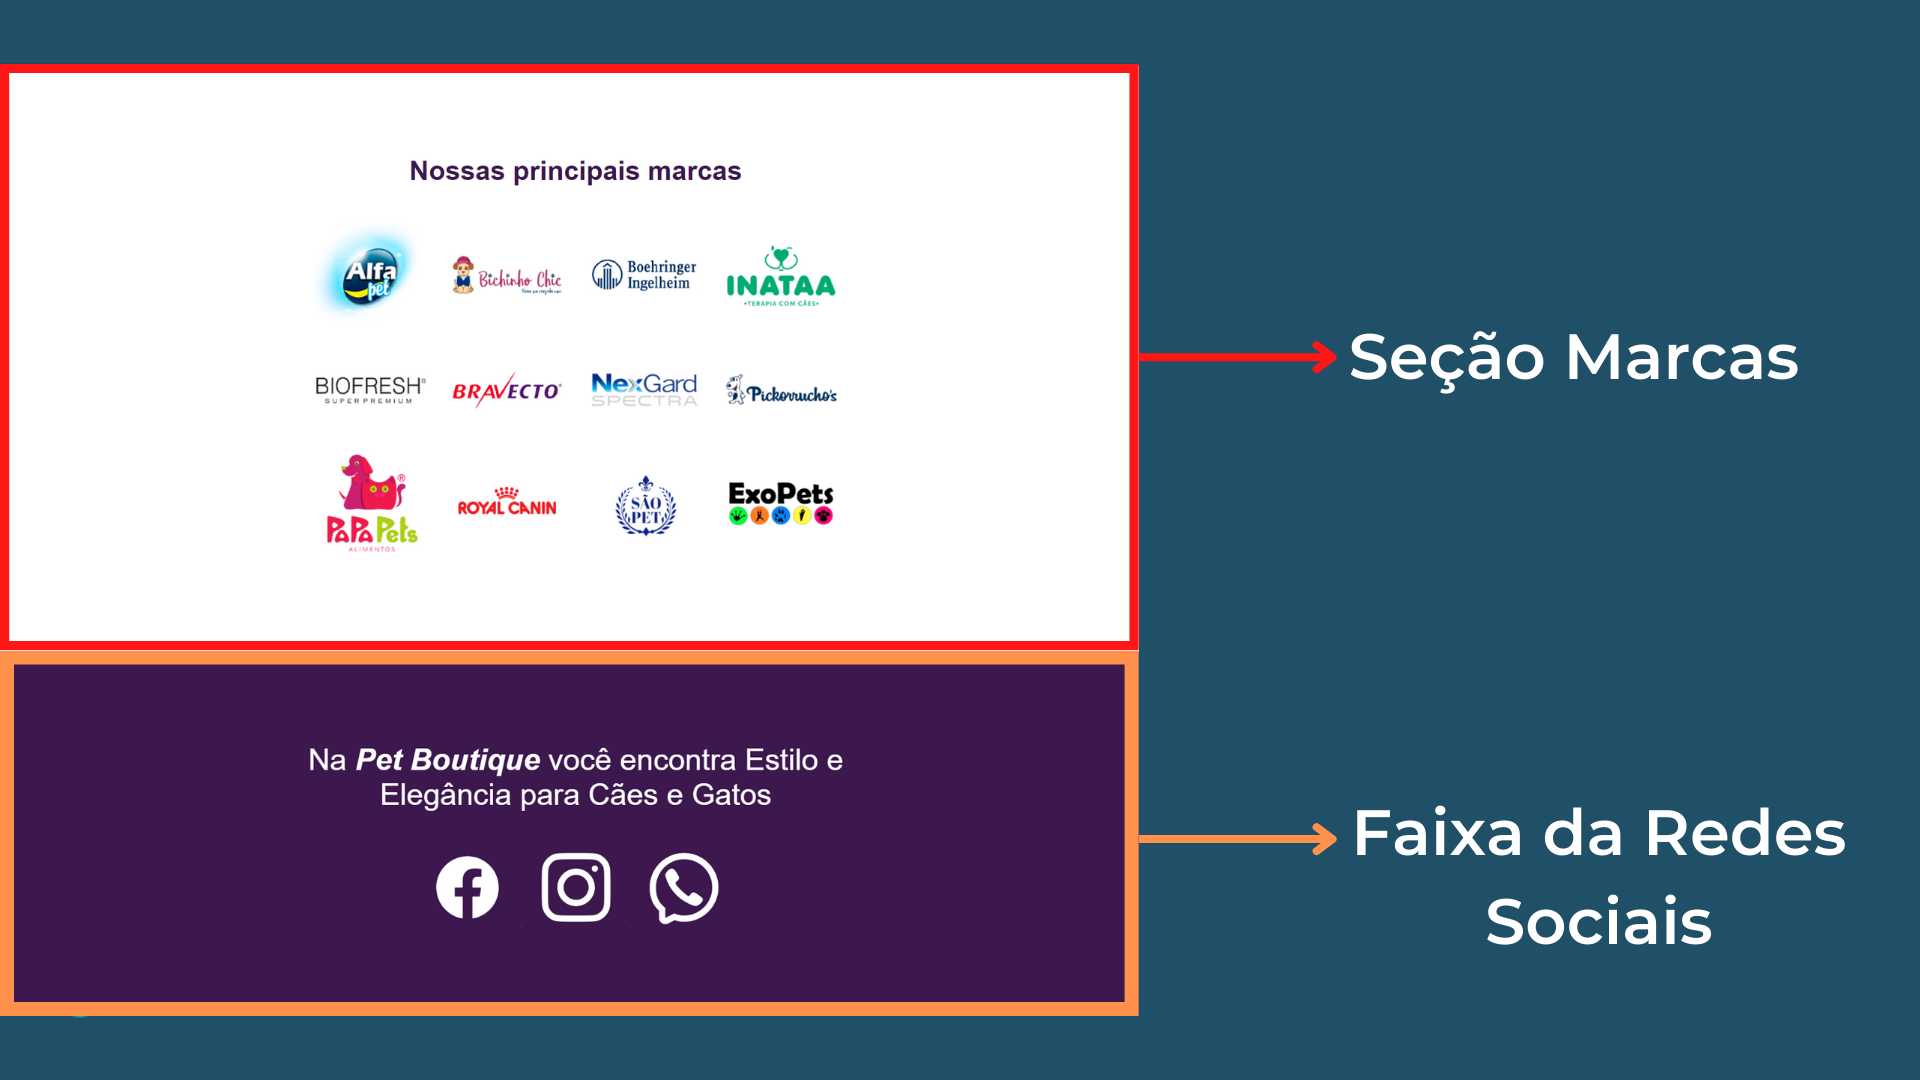 Nossas principais marcas
Alfa
pet
Bichinho Chic
Boehringer
Ingelheim
INATAA
•TERAPIA COM CÃES•
BIOFRESH®
SUPER PREMIUM
BRAVECTO®
NexGard
SPECTRA
Pickorrucho's
PaPa Pets
ALIMENTOS
ROYAL CANIN
SÃO
PET
ExoPets
Seção Marcas
Na Pet Boutique você encontra Estilo e
Elegância para Cães e Gatos
Faixa da Redes
Sociais